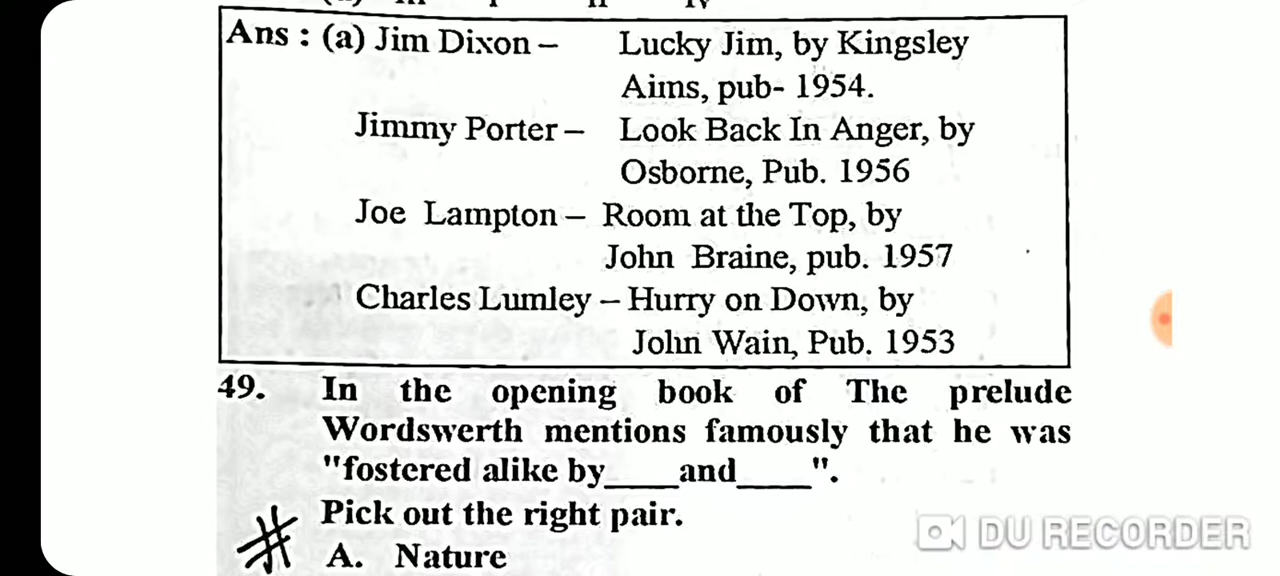 Ans : (a) Jim Dixon – Lucky Jim, by Kingsley
Aims, pub- 1954.
Jimmy Porter – Look Back In Anger, by
Osborne, Pub. 1956
Joe Lampton – Room at the Top, by
John Braine, pub. 1957
Charles Lumley – Hurry on Down, by
John Wain, Pub. 1953
49. In the opening book of The prelude
Wordswerth mentions famously that he was
"fostered alike by____and____".
Pick out the right pair.
A. Nature
DU RECORDER